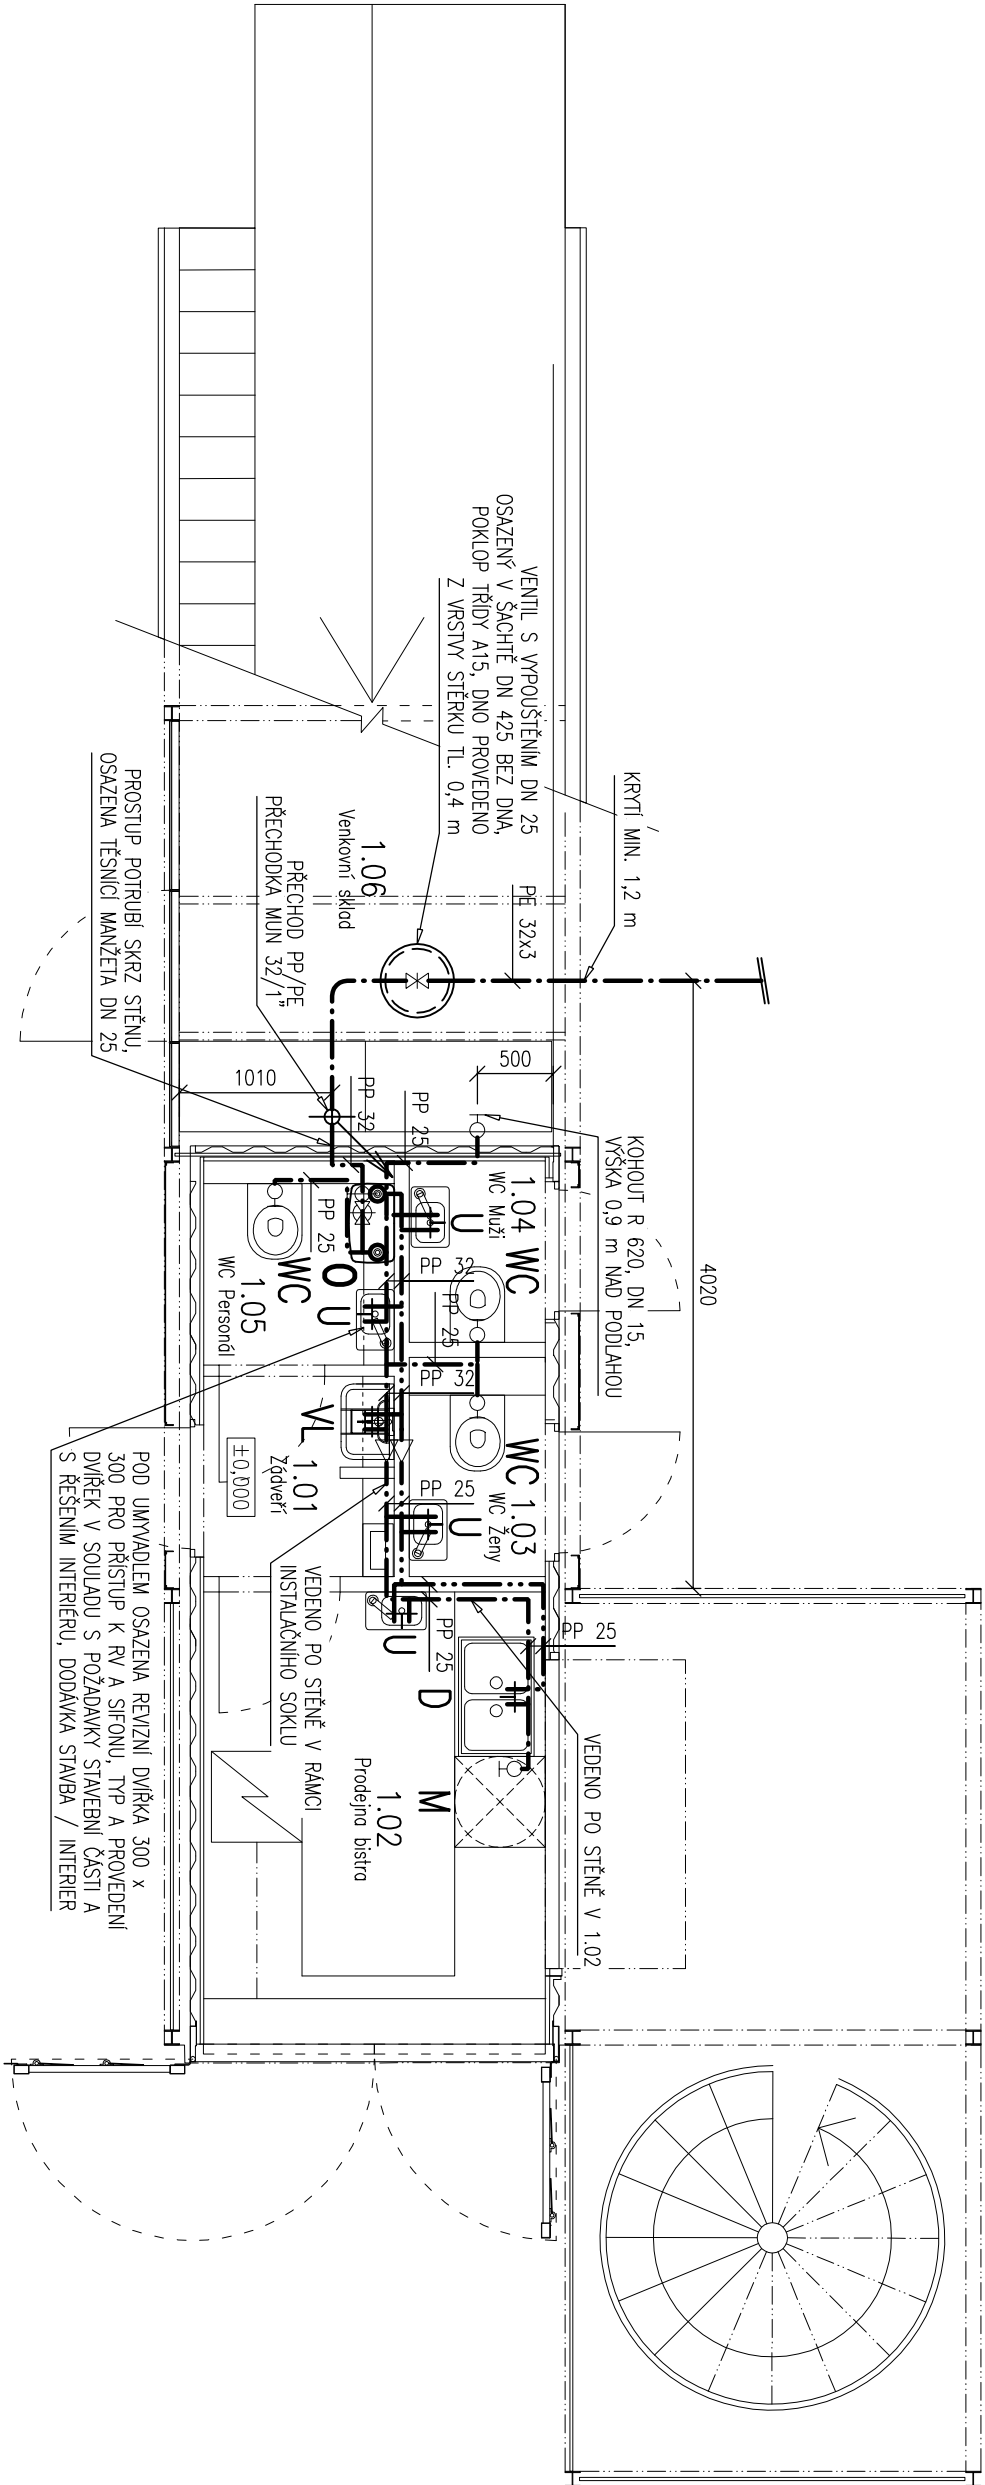 VENTIL S VYPOUŠTĚNÍM DN 25
OSAZENÝ V ŠACHTĚ DN 425 BEZ DNA,
POKLOP TŘÍDY A15, DNO PROVEDENO
Z VRSTVY ŠTĚRKU TL. 0,4 m
KRYTÍ MIN. 1,2 m
PE 32x3
1.06
Venkovní sklad
PŘECHOD PP/PE
PŘECHODKA MUN 32/1"
PROSTUP POTRUBÍ SKRZ STĚNU,
OSAZENA TĚSNÍCÍ MANŽETA DN 25
4020
500
1010
KOHOUT R 620, DN 15,
VÝŠKA 0,9 m NAD PODLAHOU
PP 32
PP 25
PP 25
1.04
WC Muži
WC
U
PP 32
PP 25
PP 32
WC
1.05
WC Personál
O
U
WC
1.03
WC Ženy
U
PP 25
VL
1.01
Zádveří
±0,000
U
PP 25
PP 25
D
M
1.02
Prodejna bistra
VEDENO PO STĚNĚ V 1.02
VEDENO PO STĚNĚ V RÁMCI
INSTALAČNÍHO SOKLU
POD UMYVADLEM OSAZENA REVIZNÍ DVÍŘKA 300 x
300 PRO PŘÍSTUP K RV A SIFONU, TYP A PROVEDENÍ
DVÍŘEK V SOULADU S POŽADAVKY STAVEBNÍ ČÁSTI A
S ŘEŠENÍM INTERIÉRU, DODÁVKA STAVBA / INTERIER